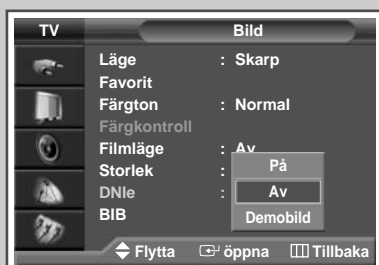 TV Bild
Läge : Skarp
Favorit
Färgton : Normal
Färgkontroll
Filmläge : Av
Storlek :
DNIe :
BIB
På
Av
Demobild
Flytta öppna Tillbaka